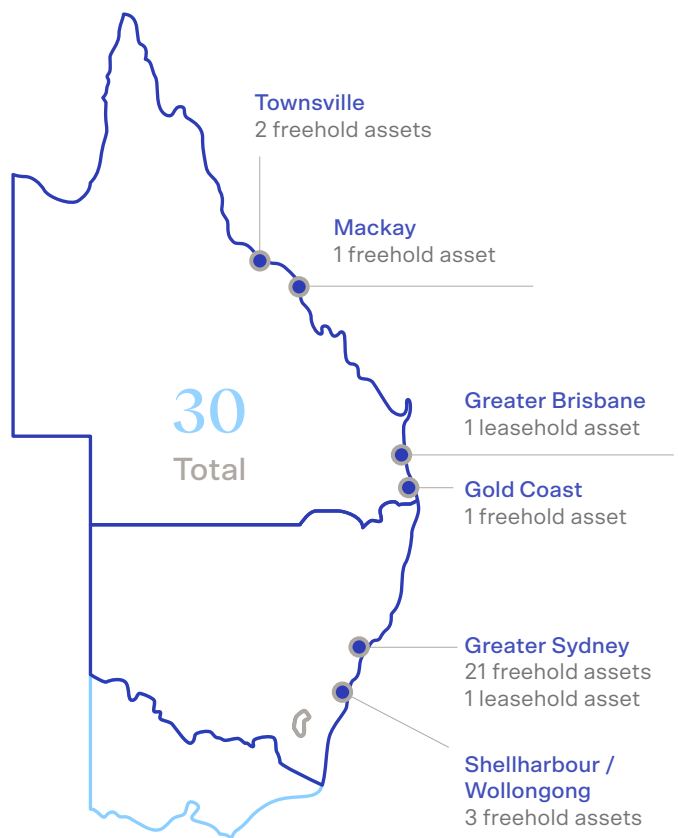 Townsville
2 freehold assets
Mackay
1 freehold asset
30
Total
Greater Brisbane
1 leasehold asset
Gold Coast
1 freehold asset
Greater Sydney
21 freehold assets
1 leasehold asset
Shellharbour /
Wollongong
3 freehold assets